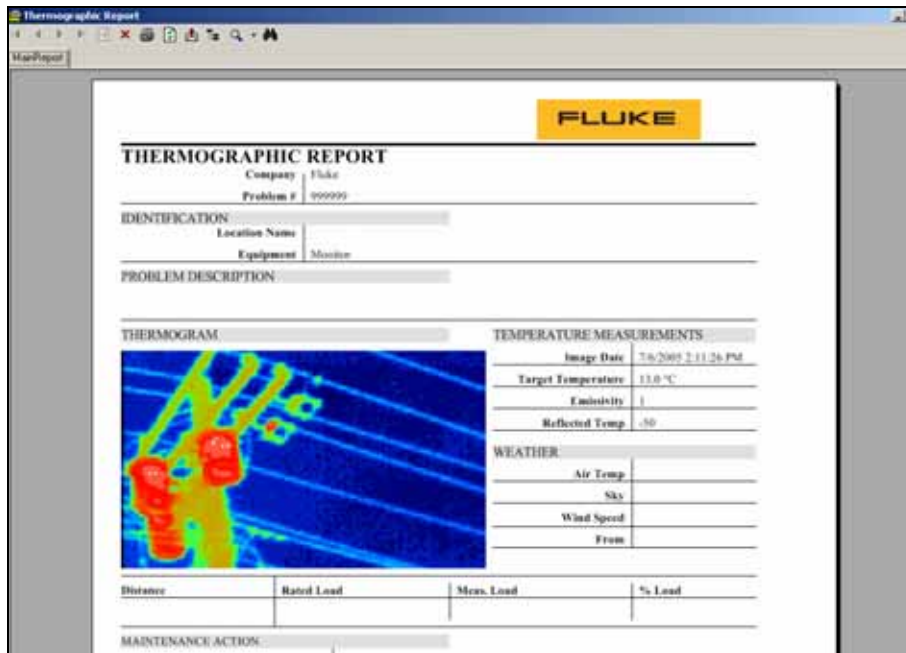 Thermographic Report
MainReport
FLUKE
THERMOGRAPHIC REPORT
Company Fluke
Problem # 999999
IDENTIFICATION
Location Name
Equipment Monitor
PROBLEM DESCRIPTION
THERMOGRAM
TEMPERATURE MEASUREMENTS
Image Date 7/6/2005 2:11:26 PM
Target Temperature 13.0 °C
Emissivity 1
Reflected Temp -50
WEATHER
Air Temp
Sky
Wind Speed
From
Distance Rated Load Meas. Load % Load
MAINTENANCE ACTION